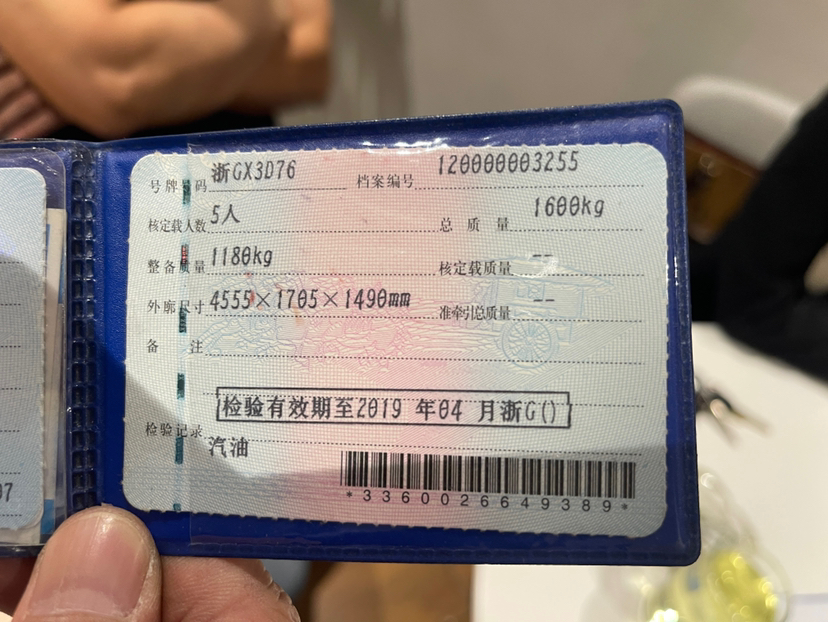 号牌号码 浙GX3D76 档案编号 120000003255
核定载人数 5人 总质量 1600kg
整备质量 1180kg 核定载质量 --
外廓尺寸 4555×1705×1490mm 准牵引总质量 --
备注
检验有效期至2019 年04 月浙G()
检验记录
汽油
*3360026649389*
97